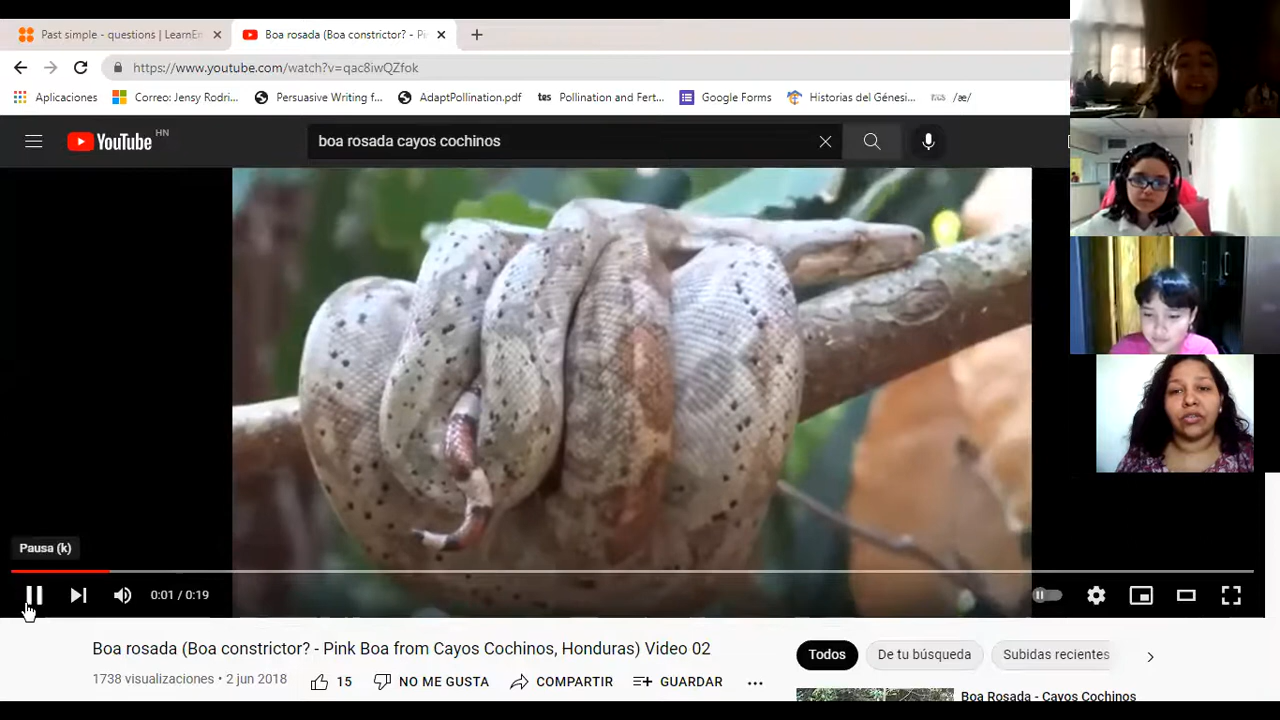 Past simple - questions | LearnEn
Boa rosada (Boa constrictor? - Pi
https://www.youtube.com/watch?v=qac8iwQZfok
Aplicaciones
Correo: Jensy Rodri...
Persuasive Writing f...
AdaptPollination.pdf
tes
Pollination and Fert...
Google Forms
Historias del Génesi...
/æ/
YouTube HN
boa rosada cayos cochinos
Pausa (k)
0:01 / 0:19
Boa rosada (Boa constrictor? - Pink Boa from Cayos Cochinos, Honduras) Video 02
1738 visualizaciones • 2 jun 2018
15
NO ME GUSTA
COMPARTIR
GUARDAR
Todos
De tu búsqueda
Subidas recientes
Boa Rosada - Cayos Cochinos